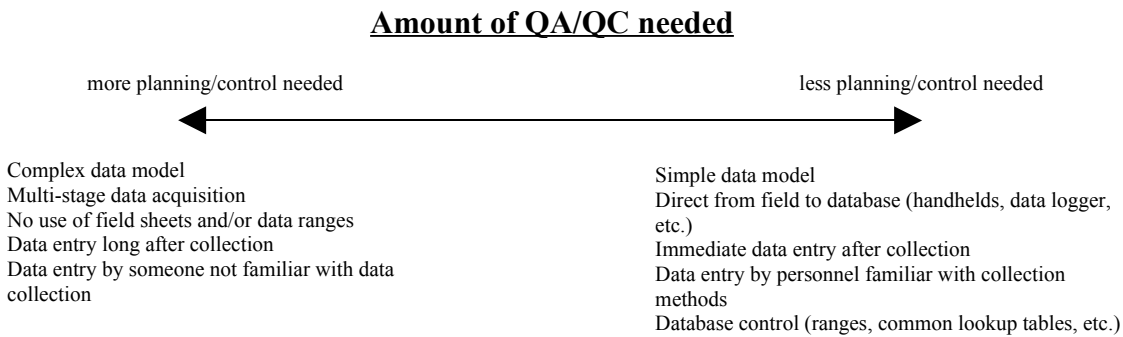 Amount of QA/QC needed
more planning/control needed
less planning/control needed
Complex data model
Multi-stage data acquisition
No use of field sheets and/or data ranges
Data entry long after collection
Data entry by someone not familiar with data
collection
Simple data model
Direct from field to database (handhelds, data logger,
etc.)
Immediate data entry after collection
Data entry by personnel familiar with collection
methods
Database control (ranges, common lookup tables, etc.)